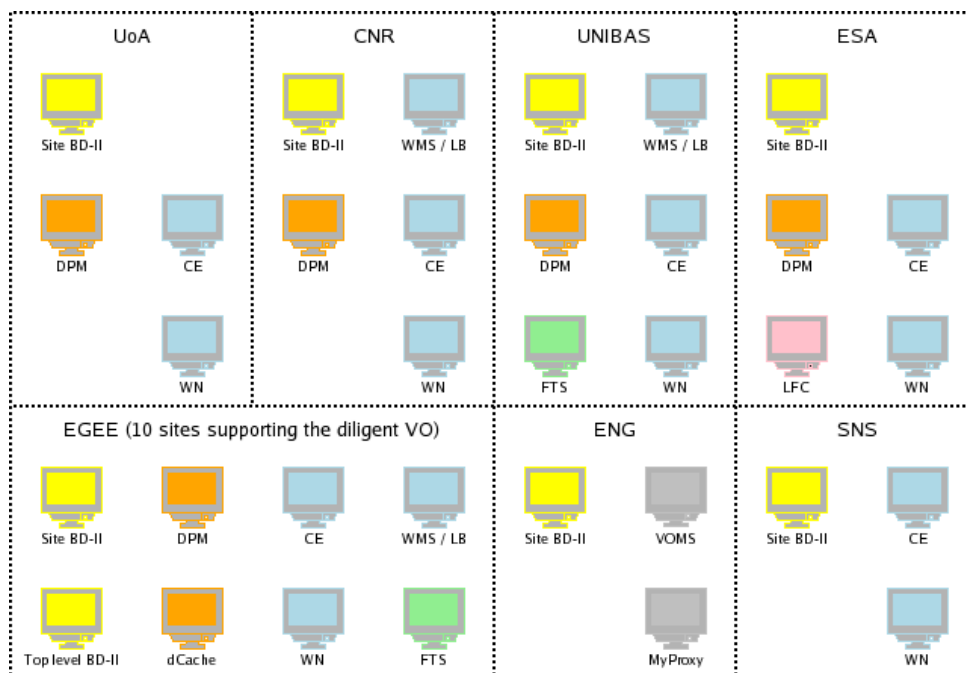 UoA
CNR
UNIBAS
ESA
Site BD-II
Site BD-II
WMS / LB
Site BD-II
WMS / LB
Site BD-II
DPM
CE
DPM
CE
DPM
CE
DPM
CE
WN
WN
FTS
WN
LFC
WN
EGEE (10 sites supporting the diligent VO)
ENG
SNS
Site BD-II
DPM
CE
WMS / LB
Site BD-II
VOMS
Site BD-II
CE
Top level BD-II
dCache
WN
FTS
MyProxy
WN